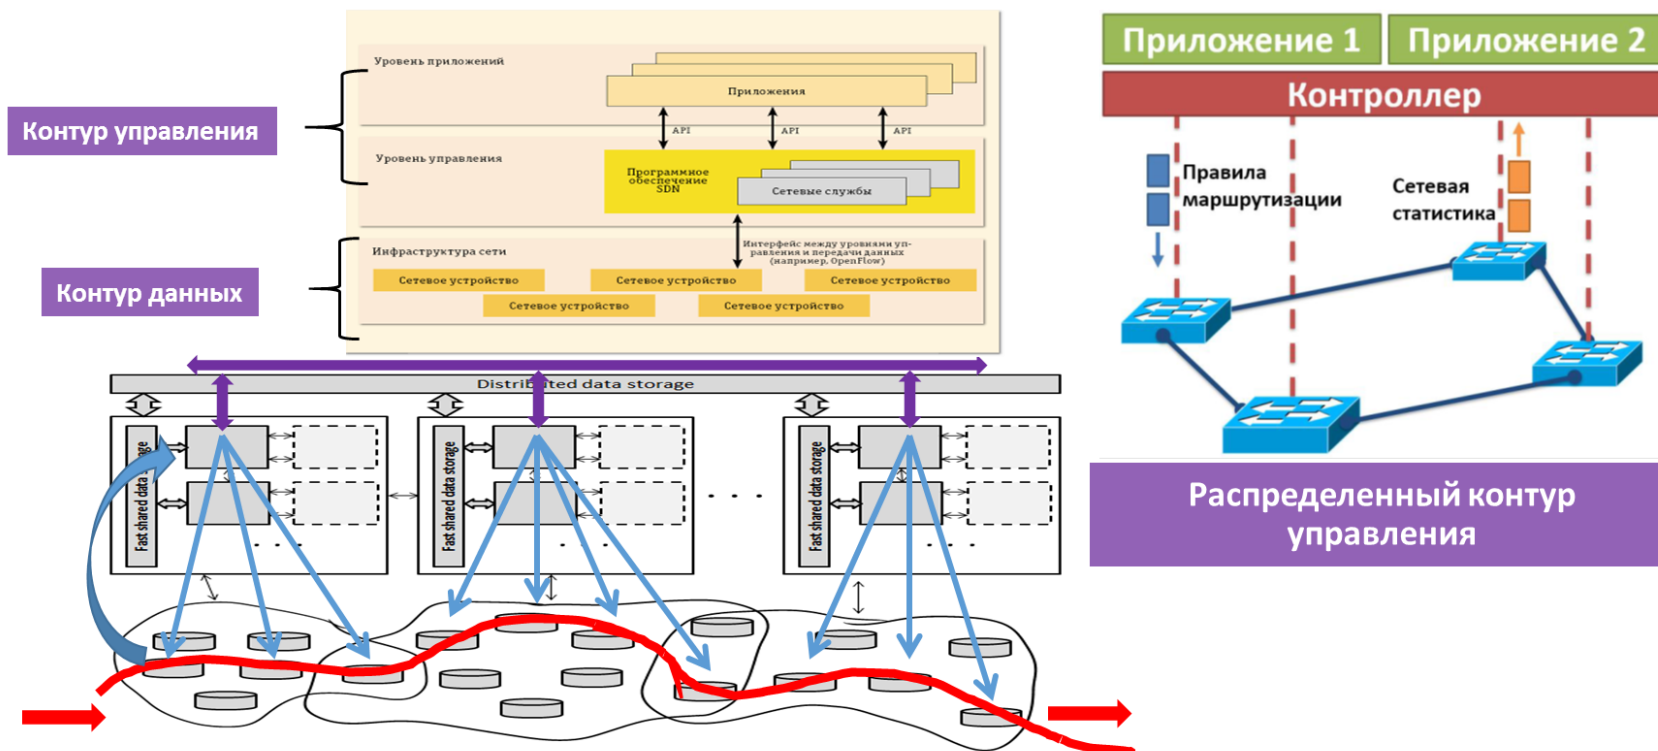 Контур управления
Контур данных
Уровень приложений
Приложения
API
API
API
Уровень управления
Программное
обеспечение
SDN
Сетевые службы
Интерфейс между уровнями уп-
равления и передачи данных
(например, OpenFlow)
Инфраструктура сети
Сетевое устройство
Сетевое устройство
Сетевое устройство
Сетевое устройство
Сетевое устройство
Distributed data storage
Fast shared data storage
Fast shared data storage
Fast shared data storage
. . .
. . .
. . .
. . .
Приложение 1
Приложение 2
Контроллер
Правила
маршрутизации
Сетевая
статистика
Распределенный контур
управления